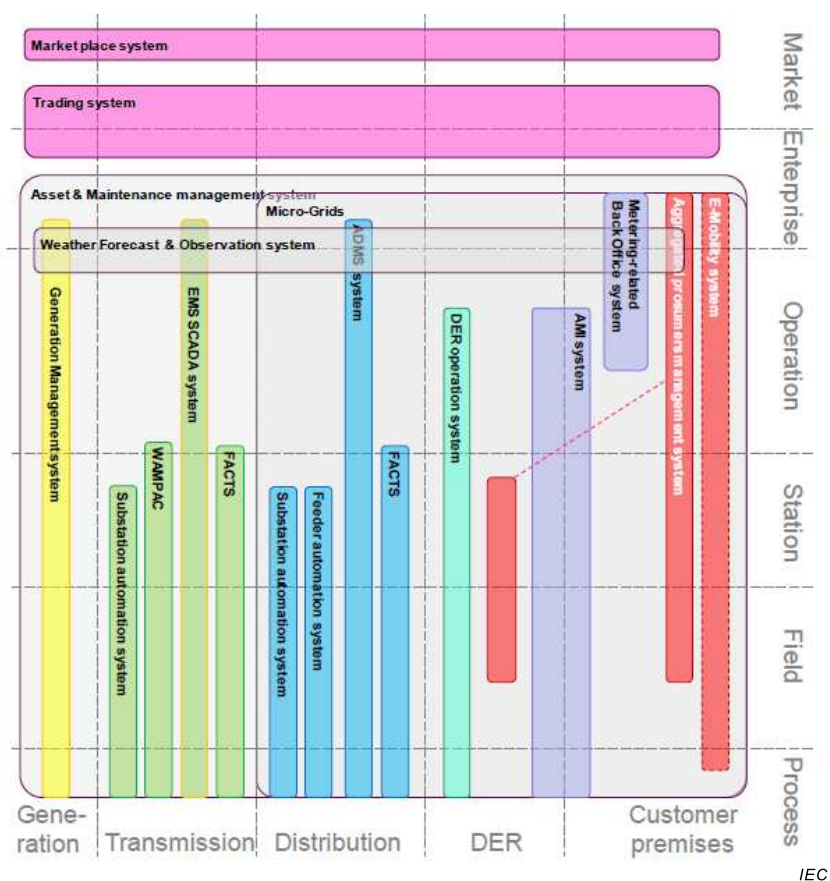 Market place system
Trading system
Asset & Maintenance management system
Micro-Grids
Weather Forecast & Observation system
Generation Management system
Substation automation system
WAMPAC
EMS SCADA system
FACTS
Substation automation system
Feeder automation system
ADMS system
FACTS
DER operation system
AMI system
Metering-related
Back Office system
Aggregated prosumers management system
E-Mobility system
Market
Enterprise
Operation
Station
Field
Process
Gene-
ration
Transmission
Distribution
DER
Customer
premises
IEC